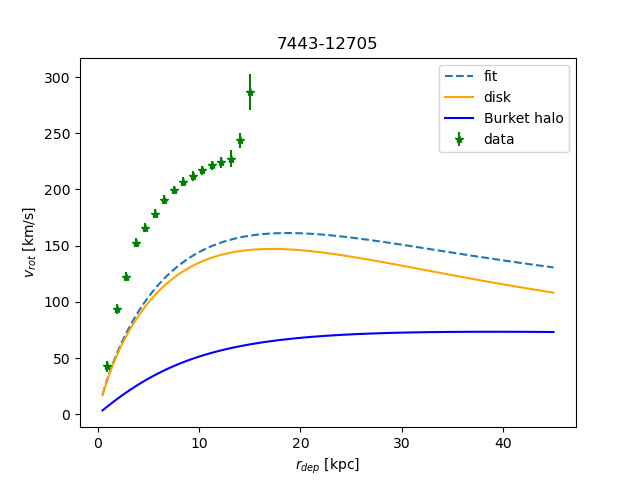 7443-12705
300
250
200
150
100
50
0
v_rot [km/s]
fit
disk
Burket halo
data
0 10 20 30 40
r_dep [kpc]